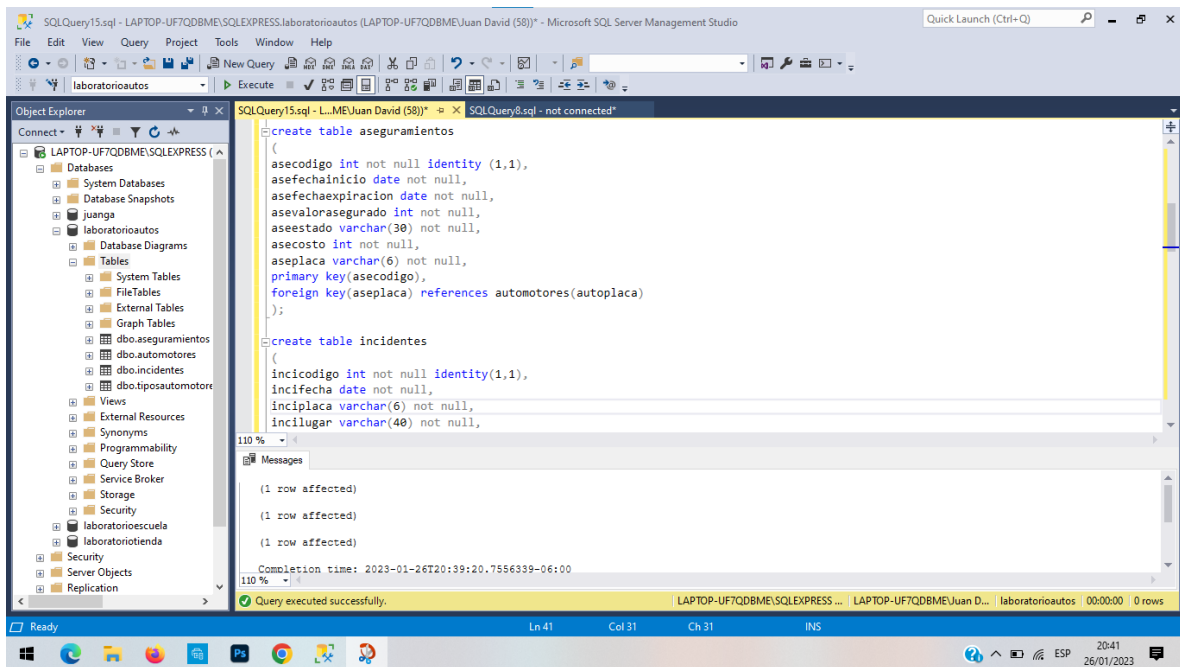 SQLQuery15.sql - LAPTOP-UF7QDBME\SQLEXPRESS.laboratorioautos (LAPTOP-UF7QDBME\Juan David (58))* - Microsoft SQL Server Management Studio
Quick Launch (Ctrl+Q)
File Edit View Query Project Tools Window Help
New Query
laboratorioautos
Execute
Object Explorer
Connect
LAPTOP-UF7QDBME\SQLEXPRESS (
Databases
System Databases
Database Snapshots
juanga
laboratorioautos
Database Diagrams
Tables
System Tables
FileTables
External Tables
Graph Tables
dbo.aseguramientos
dbo.automotores
dbo.incidentes
dbo.tiposautomotore
Views
External Resources
Synonyms
Programmability
Query Store
Service Broker
Storage
Security
laboratorioescuela
laboratoriotienda
Security
Server Objects
Replication
SQLQuery15.sql - L...ME\Juan David (58))*
SQLQuery8.sql - not connected*
create table aseguramientos
(
asecodigo int not null identity (1,1),
asefechainicio date not null,
asefechaexpiracion date not null,
asevalorasegurado int not null,
aseestado varchar(30) not null,
asecosto int not null,
aseplaca varchar(6) not null,
primary key(asecodigo),
foreign key(aseplaca) references automotores(autoplaca)
);
create table incidentes
(
incicodigo int not null identity(1,1),
incifecha date not null,
inciplaca varchar(6) not null,
incilugar varchar(40) not null,
110 %
Messages
(1 row affected)
(1 row affected)
(1 row affected)
Completion time: 2023-01-26T20:39:20.7556339-06:00
110 %
Query executed successfully.
LAPTOP-UF7QDBME\SQLEXPRESS ... LAPTOP-UF7QDBME\Juan D... laboratorioautos 00:00:00 0 rows
Ready
Ln 41 Col 31 Ch 31 INS
Ps
ESP
20:41
26/01/2023